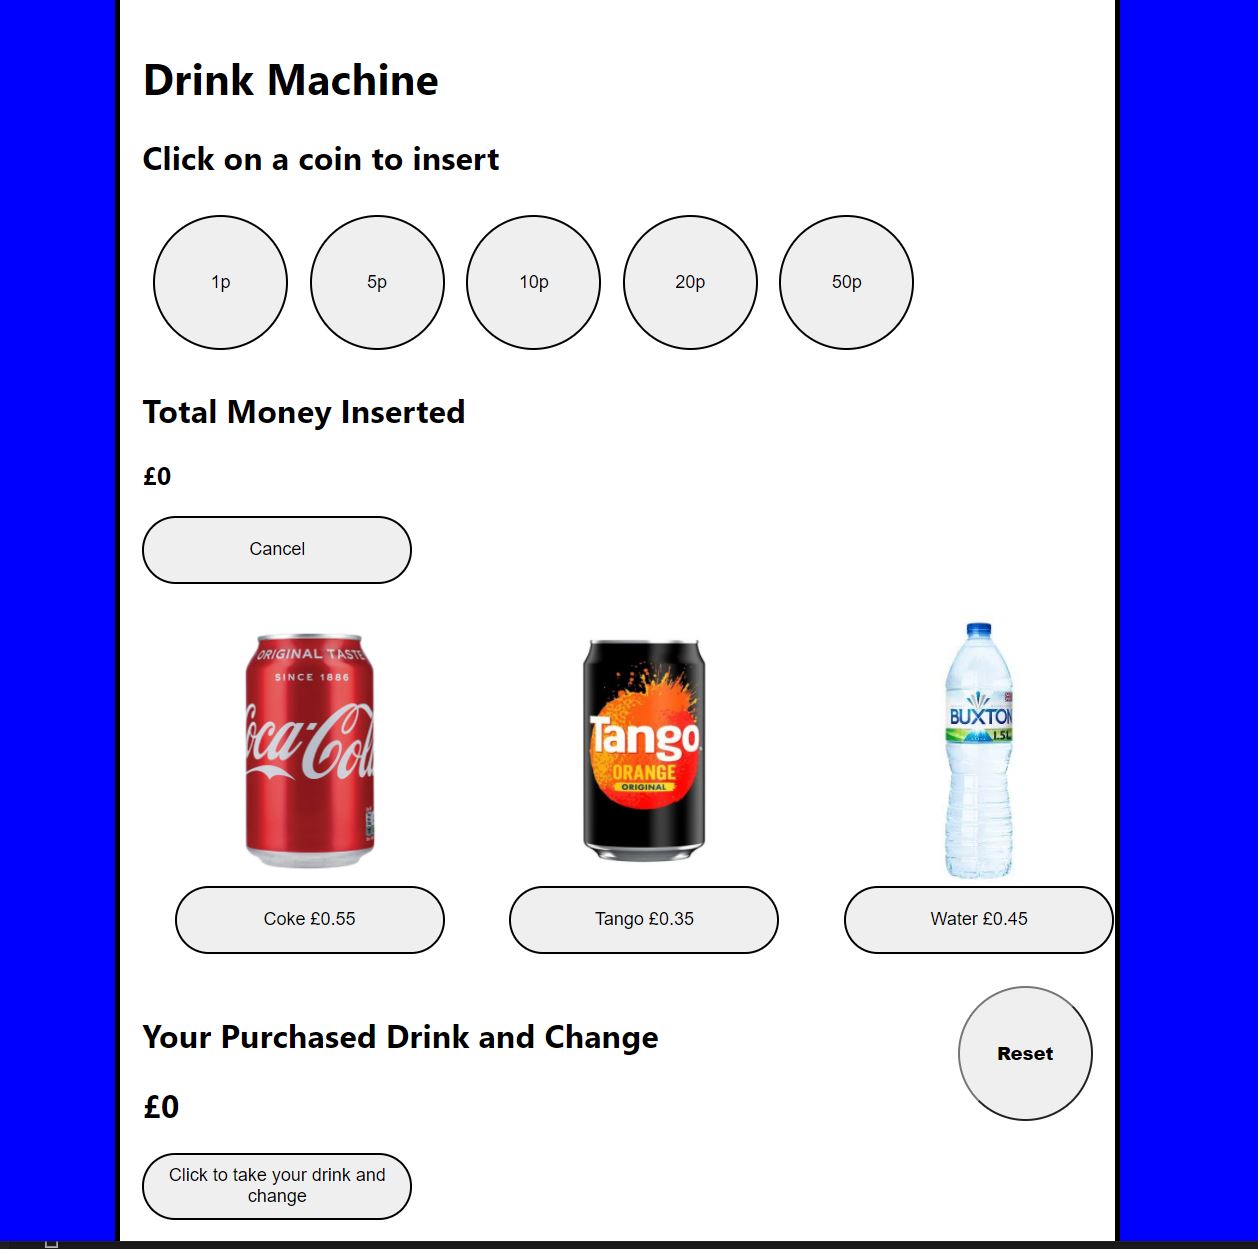 Drink Machine
Click on a coin to insert
1p 5p 10p 20p 50p
Total Money Inserted
£0
Cancel
ORIGINAL TASTE
SINCE 1886
Coca-Cola
Tango
ORANGE
ORIGINAL
BUXTON
1.5L
Coke £0.55 Tango £0.35 Water £0.45
Your Purchased Drink and Change
Reset
£0
Click to take your drink and
change